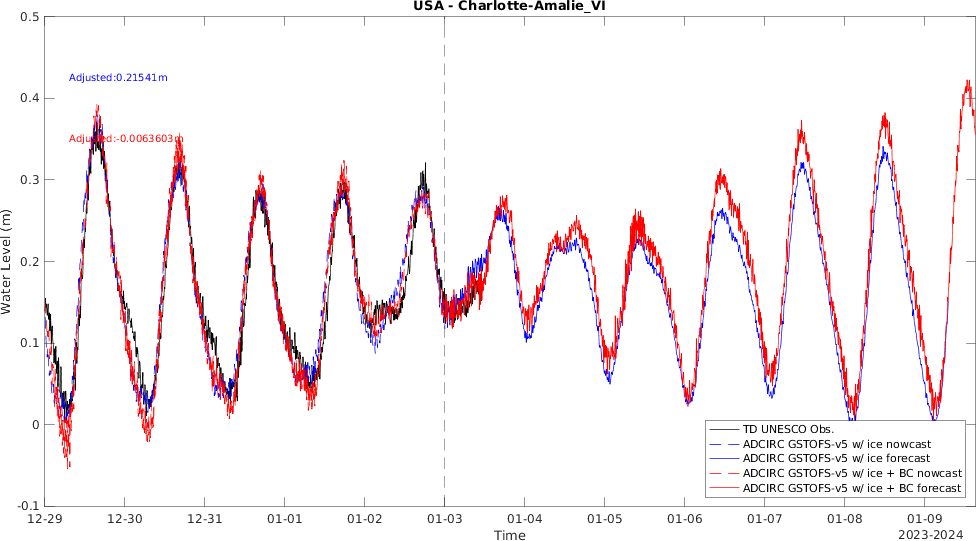 USA - Charlotte-Amalie_VI
0.5
0.4
0.3
0.2
0.1
0
-0.1
Water Level (m)
Adjusted:0.21541m
Adjusted:-0.0063603m
TD UNESCO Obs.
ADCIRC GSTOFS-v5 w/ ice nowcast
ADCIRC GSTOFS-v5 w/ ice forecast
ADCIRC GSTOFS-v5 w/ ice + BC nowcast
ADCIRC GSTOFS-v5 w/ ice + BC forecast
12-29 12-30 12-31 01-01 01-02 01-03 01-04 01-05 01-06 01-07 01-08 01-09
Time
2023-2024